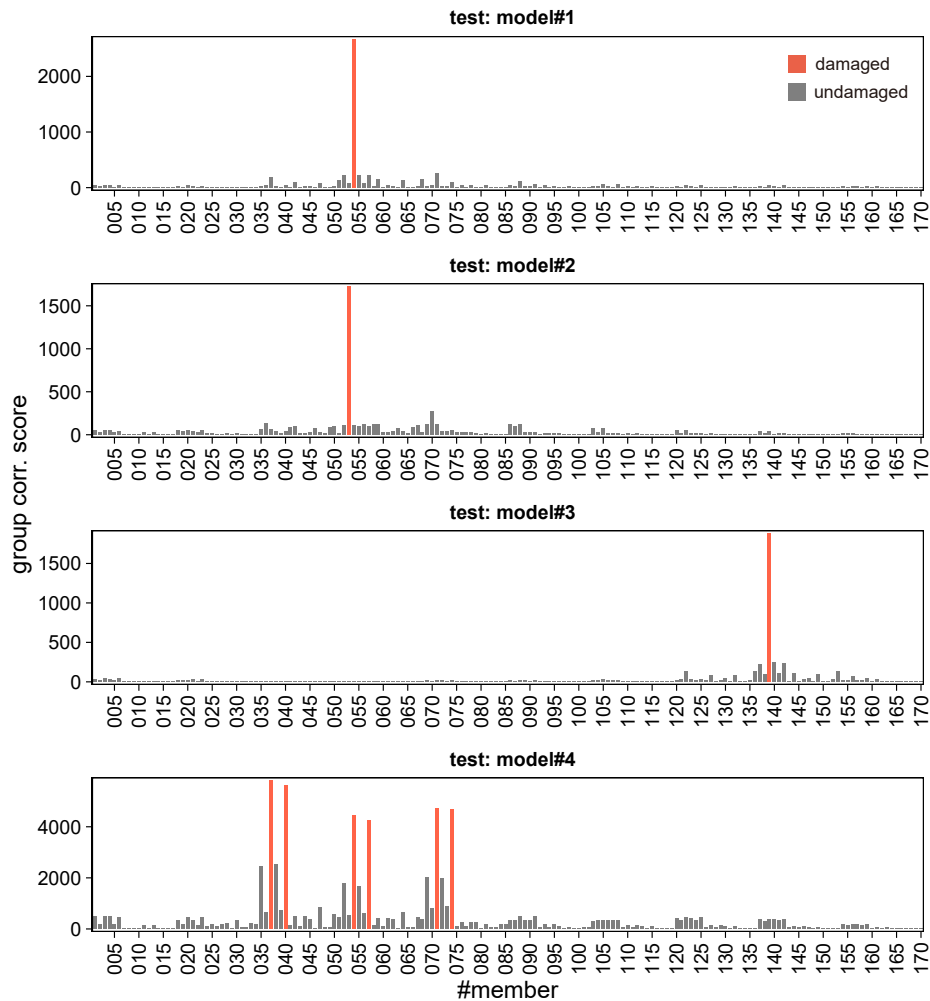 test: model#1
2000
1000
0
damaged
undamaged
005 010 015 020 025 030 035 040 045 050 055 060 065 070 075 080 085 090 095 100 105 110 115 120 125 130 135 140 145 150 155 160 165 170
test: model#2
1500
1000
500
0
005 010 015 020 025 030 035 040 045 050 055 060 065 070 075 080 085 090 095 100 105 110 115 120 125 130 135 140 145 150 155 160 165 170
group corr. score
test: model#3
1500
1000
500
0
005 010 015 020 025 030 035 040 045 050 055 060 065 070 075 080 085 090 095 100 105 110 115 120 125 130 135 140 145 150 155 160 165 170
test: model#4
4000
2000
0
005 010 015 020 025 030 035 040 045 050 055 060 065 070 075 080 085 090 095 100 105 110 115 120 125 130 135 140 145 150 155 160 165 170
#member